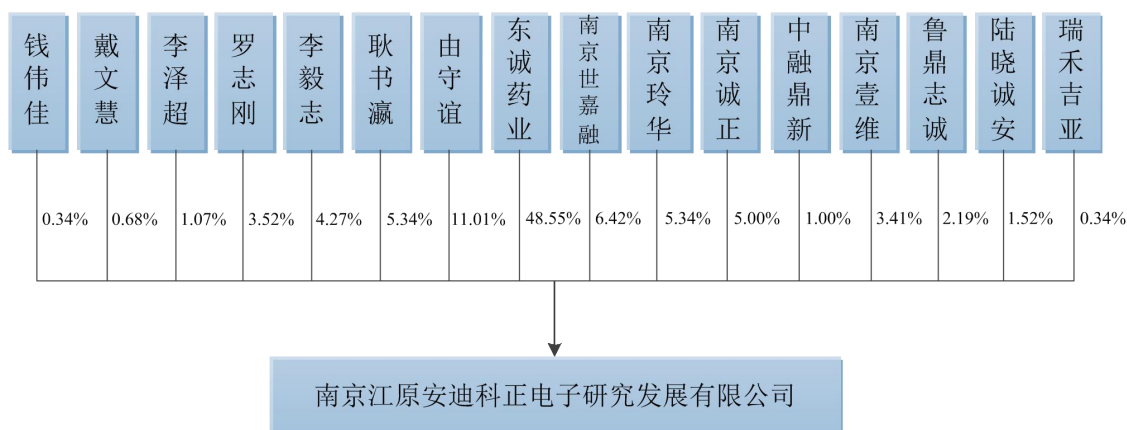 钱伟佳
戴文慧
李泽超
罗志刚
李毅志
耿书瀛
由守谊
东诚药业
南京世嘉融
南京玲华
南京诚正
中融鼎新
南京壹维
鲁鼎志诚
陆晓诚安
瑞禾吉亚
0.34%
0.68%
1.07%
3.52%
4.27%
5.34%
11.01%
48.55%
6.42%
5.34%
5.00%
1.00%
3.41%
2.19%
1.52%
0.34%
南京江原安迪科正电子研究发展有限公司